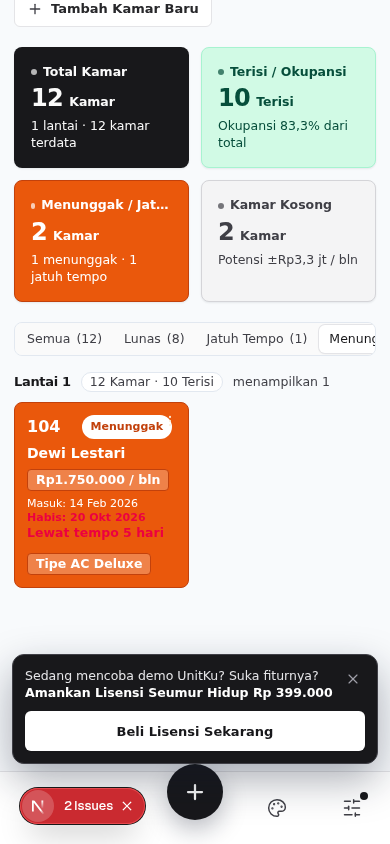 Tambah Kamar Baru
Total Kamar
12 Kamar
1 lantai · 12 kamar
terdata
Terisi / Okupansi
10 Terisi
Okupansi 83,3% dari
total
Menunggak / Jat...
2 Kamar
1 menunggak · 1
jatuh tempo
Kamar Kosong
2 Kamar
Potensi ±Rp3,3 jt / bln
Semua (12) Lunas (8) Jatuh Tempo (1) Menung
Lantai 1 12 Kamar · 10 Terisi menampilkan 1
104 Menunggak
Dewi Lestari
Rp1.750.000 / bln
Masuk: 14 Feb 2026
Habis: 20 Okt 2026
Lewat tempo 5 hari
Tipe AC Deluxe
Sedang mencoba demo UnitKu? Suka fiturnya?
Amankan Lisensi Seumur Hidup Rp 399.000
Beli Lisensi Sekarang
N 2 Issues